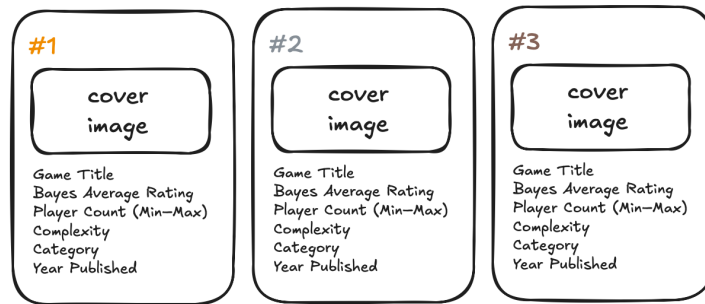 #1
cover
image
Game Title
Bayes Average Rating
Player Count (Min–Max)
Complexity
Category
Year Published
#2
cover
image
Game Title
Bayes Average Rating
Player Count (Min–Max)
Complexity
Category
Year Published
#3
cover
image
Game Title
Bayes Average Rating
Player Count (Min–Max)
Complexity
Category
Year Published